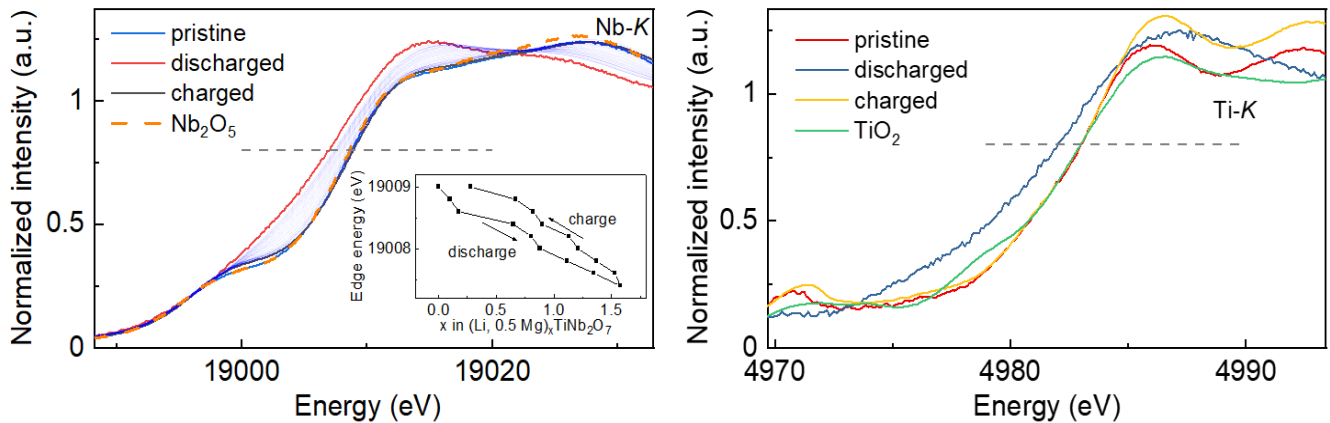 Normalized intensity (a.u.)
1
0.5
0
pristine
discharged
charged
Nb₂O₅
Nb-K
Edge energy (eV)
19009
19008
charge
discharge
0.0 0.5 1.0 1.5
x in (Li, 0.5 Mg)ₓTiNb₂O₇
19000 19020
Energy (eV)
Normalized intensity (a.u.)
1
0.5
0
pristine
discharged
charged
TiO₂
Ti-K
4970 4980 4990
Energy (eV)